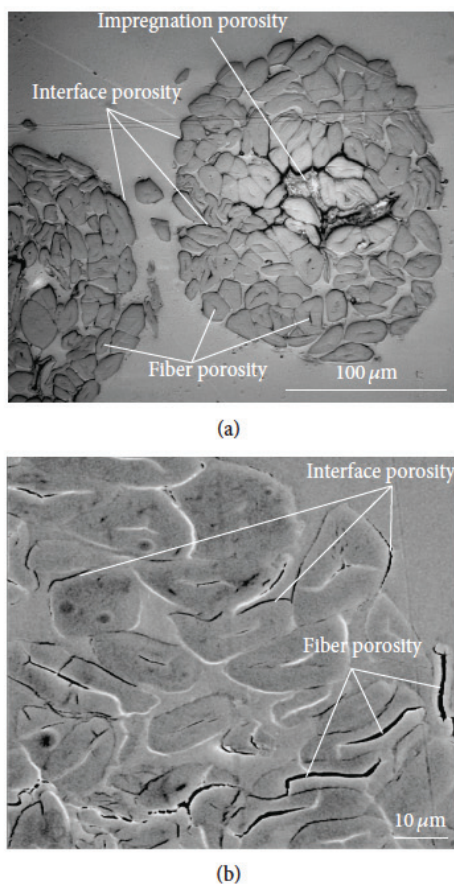 Impregnation porosity
Interface porosity
Fiber porosity
100 μm
(a)
Interface porosity
Fiber porosity
10 μm
(b)